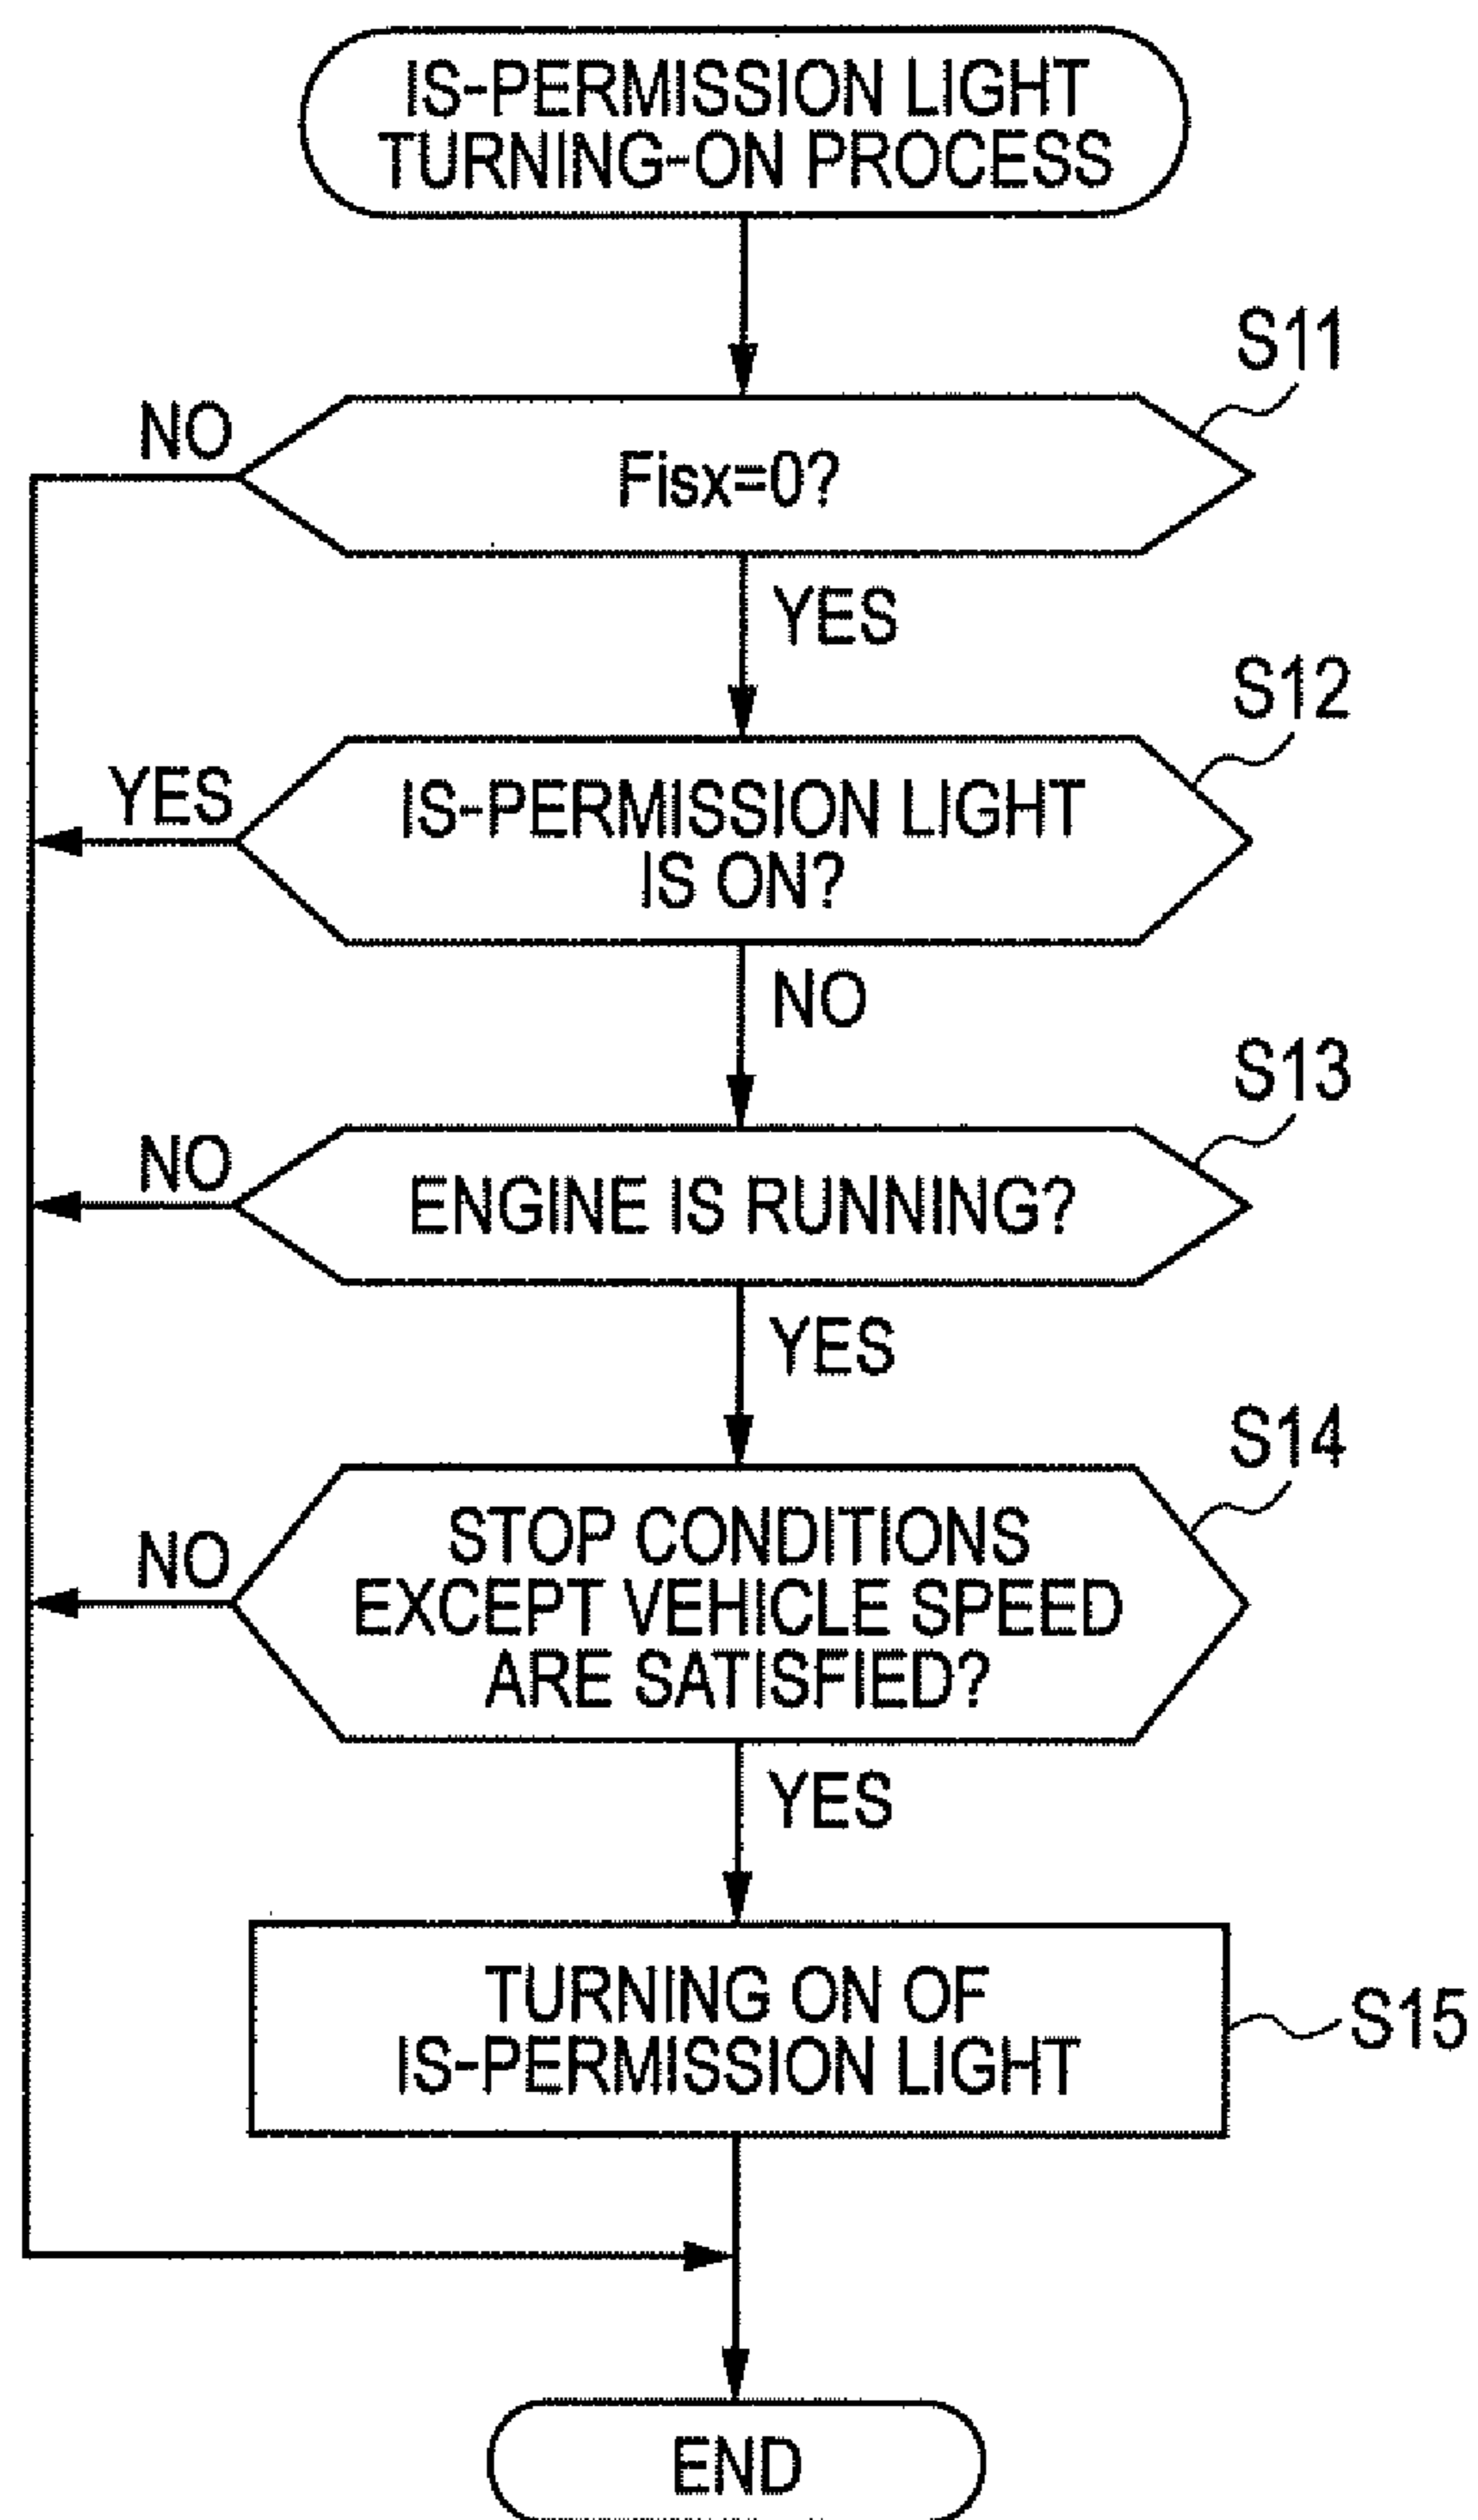 IS-PERMISSION LIGHT
TURNING-ON PROCESS
S11
NO
Fisx=0?
YES
S12
YES
IS-PERMISSION LIGHT
IS ON?
NO
S13
NO
ENGINE IS RUNNING?
YES
S14
NO
STOP CONDITIONS
EXCEPT VEHICLE SPEED
ARE SATISFIED?
YES
TURNING ON OF
IS-PERMISSION LIGHT
S15
END